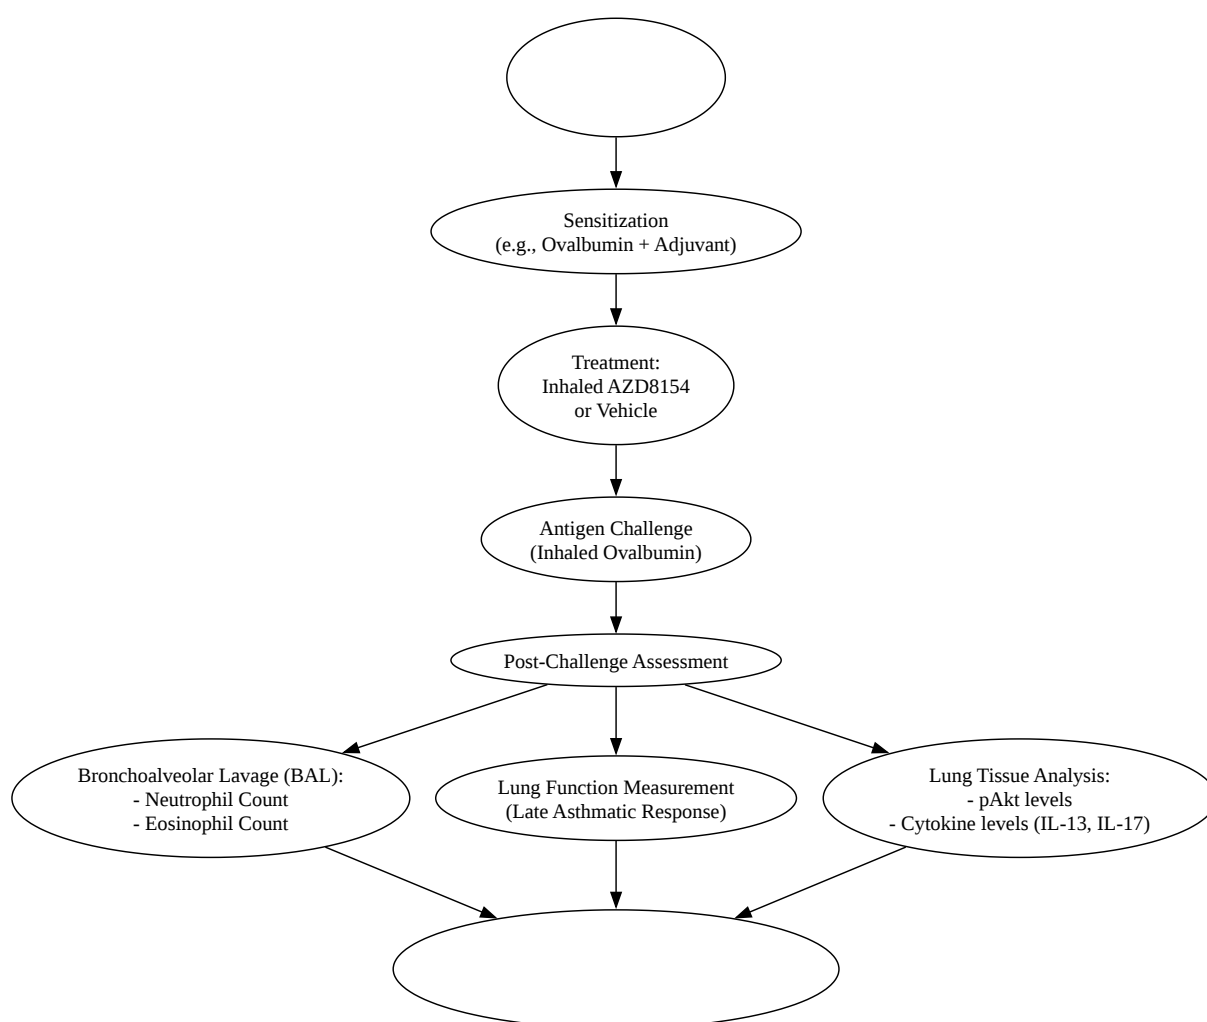 Sensitization
(e.g., Ovalbumin + Adjuvant)
Treatment:
Inhaled AZD8154
or Vehicle
Antigen Challenge
(Inhaled Ovalbumin)
Post-Challenge Assessment
Bronchoalveolar Lavage (BAL):
- Neutrophil Count
- Eosinophil Count
Lung Function Measurement
(Late Asthmatic Response)
Lung Tissue Analysis:
- pAkt levels
- Cytokine levels (IL-13, IL-17)